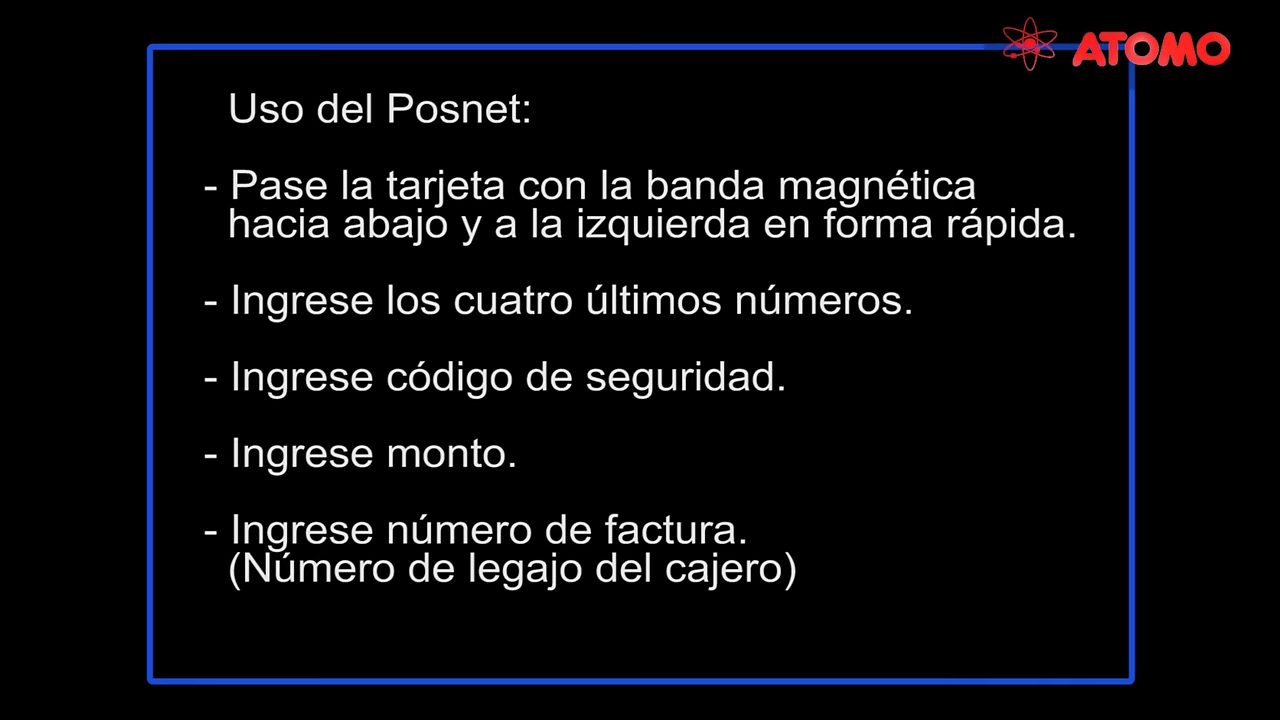 ATOMO
Uso del Posnet:
- Pase la tarjeta con la banda magnética
hacia abajo y a la izquierda en forma rápida.
- Ingrese los cuatro últimos números.
- Ingrese código de seguridad.
- Ingrese monto.
- Ingrese número de factura.
(Número de legajo del cajero)